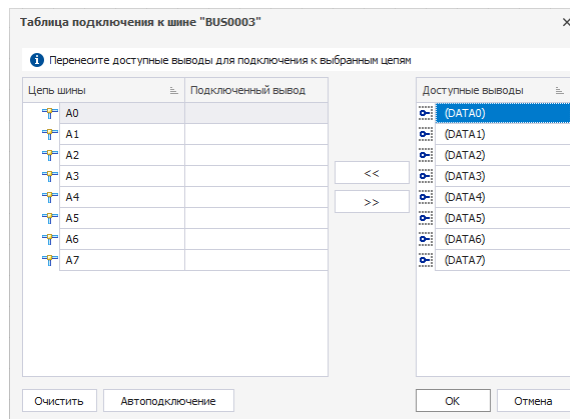 Таблица подключения к шине "BUS0003"
Перенесите доступные выводы для подключения к выбранным цепям
Цепь шины Подключенный вывод Доступные выводы
A0 (DATA0)
A1 (DATA1)
A2 (DATA2)
A3 (DATA3)
<<
A4 (DATA4)
>>
A5 (DATA5)
A6 (DATA6)
A7 (DATA7)
Очистить Автоподключение OK Отмена